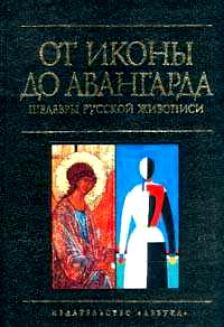 ОТ ИКОНЫ
ДО АВАНГАРДА
ШЕДЕВРЫ РУССКОЙ ЖИВОПИСИ
ИЗДАТЕЛЬСТВО «АЗБУКА»